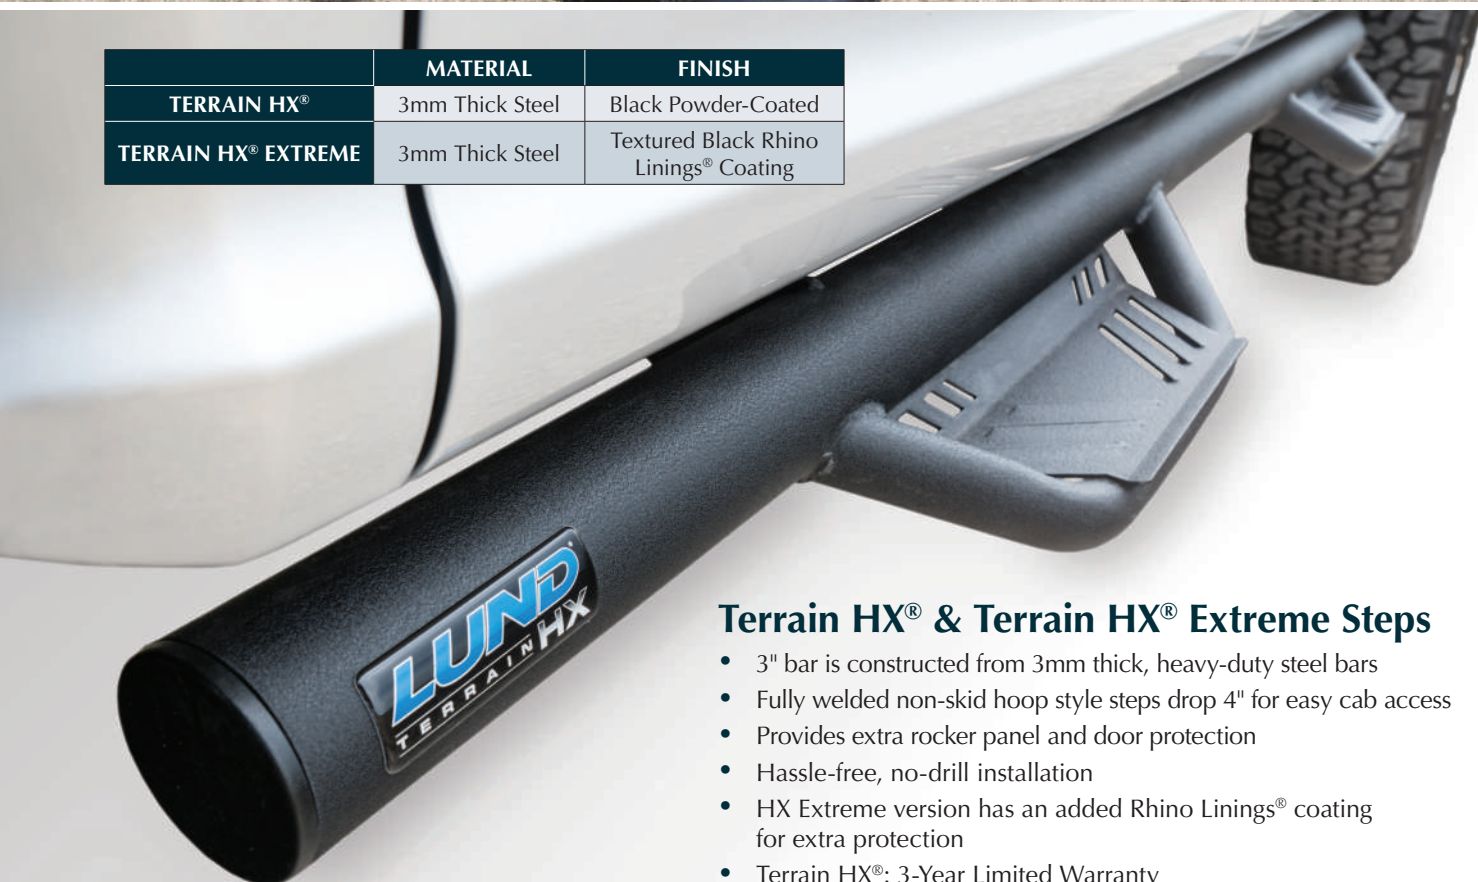 MATERIAL FINISH
TERRAIN HX® 3mm Thick Steel Black Powder-Coated
TERRAIN HX® EXTREME 3mm Thick Steel Textured Black Rhino
Linings® Coating
LUND
TERRAIN HX
Terrain HX® & Terrain HX® Extreme Steps
• 3" bar is constructed from 3mm thick, heavy-duty steel bars
• Fully welded non-skid hoop style steps drop 4" for easy cab access
• Provides extra rocker panel and door protection
• Hassle-free, no-drill installation
• HX Extreme version has an added Rhino Linings® coating
for extra protection
• Terrain HX®: 3-Year Limited Warranty